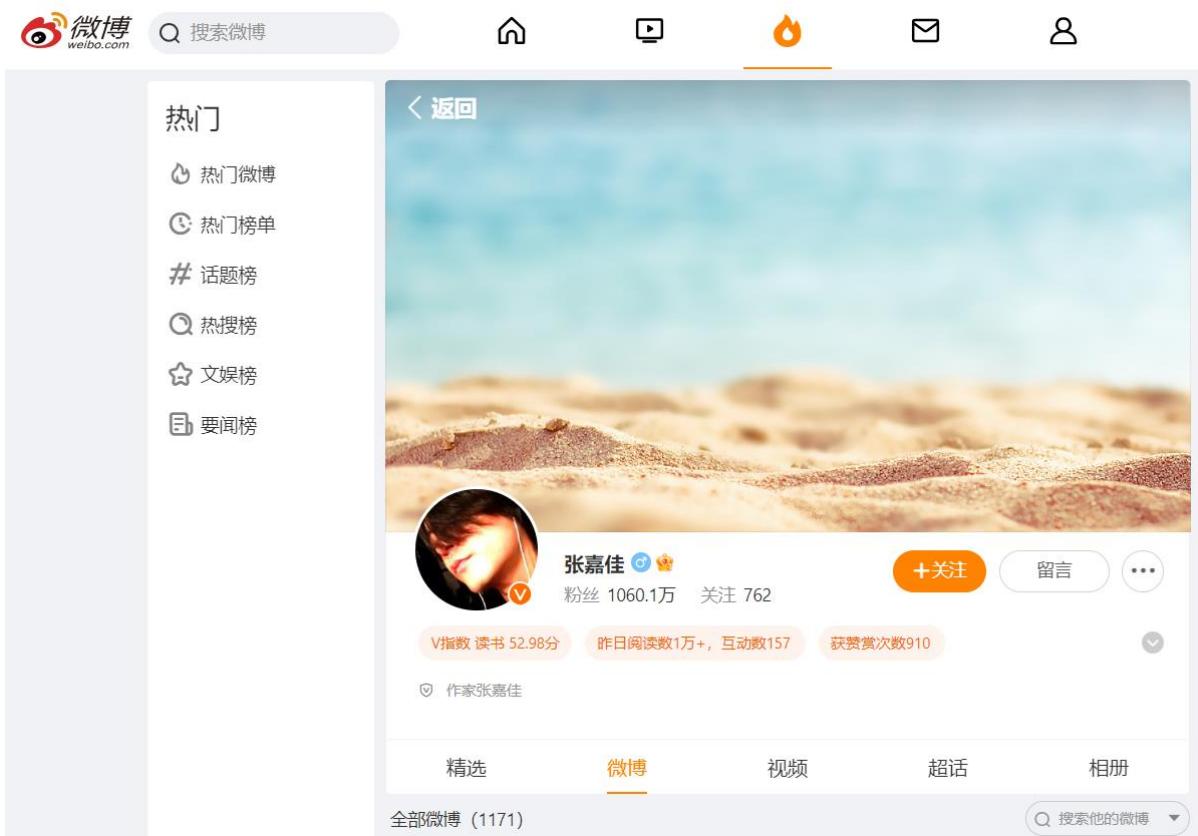 微博
weibo.com
搜索微博
热门
热门微博
热门榜单
话题榜
热搜榜
文娱榜
要闻榜
返回
张嘉佳
粉丝 1060.1万 关注 762
+关注
留言
V指数 读书 52.98分
昨日阅读数1万+，互动数157
获赞赏次数910
作家张嘉佳
精选 微博 视频 超话 相册
全部微博（1171）
搜索他的微博